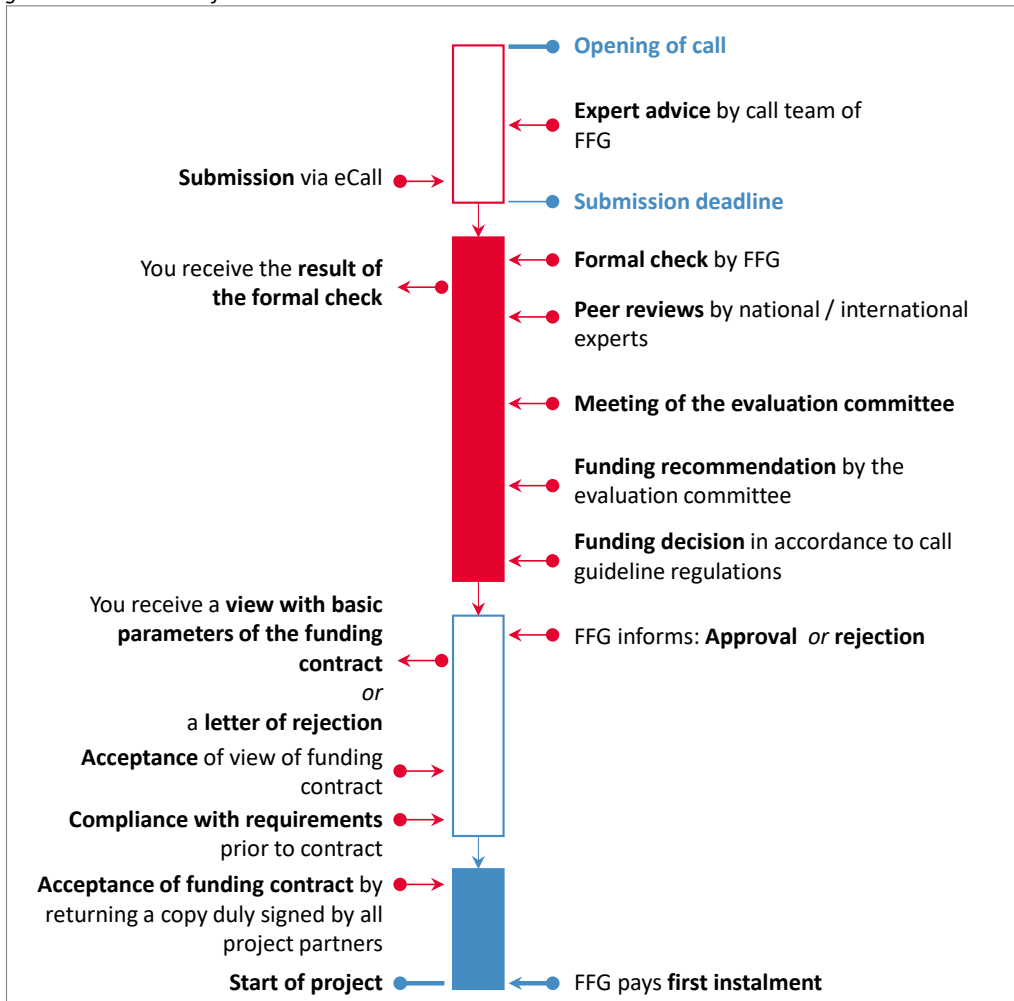 Opening of call
Expert advice by call team of
FFG
Submission via eCall
Submission deadline
Formal check by FFG
You receive the result of
the formal check
Peer reviews by national / international
experts
Meeting of the evaluation committee
Funding recommendation by the
evaluation committee
Funding decision in accordance to call
guideline regulations
You receive a view with basic
parameters of the funding
contract
or
a letter of rejection
FFG informs: Approval or rejection
Acceptance of view of funding
contract
Compliance with requirements
prior to contract
Acceptance of funding contract by
returning a copy duly signed by all
project partners
Start of project
FFG pays first instalment